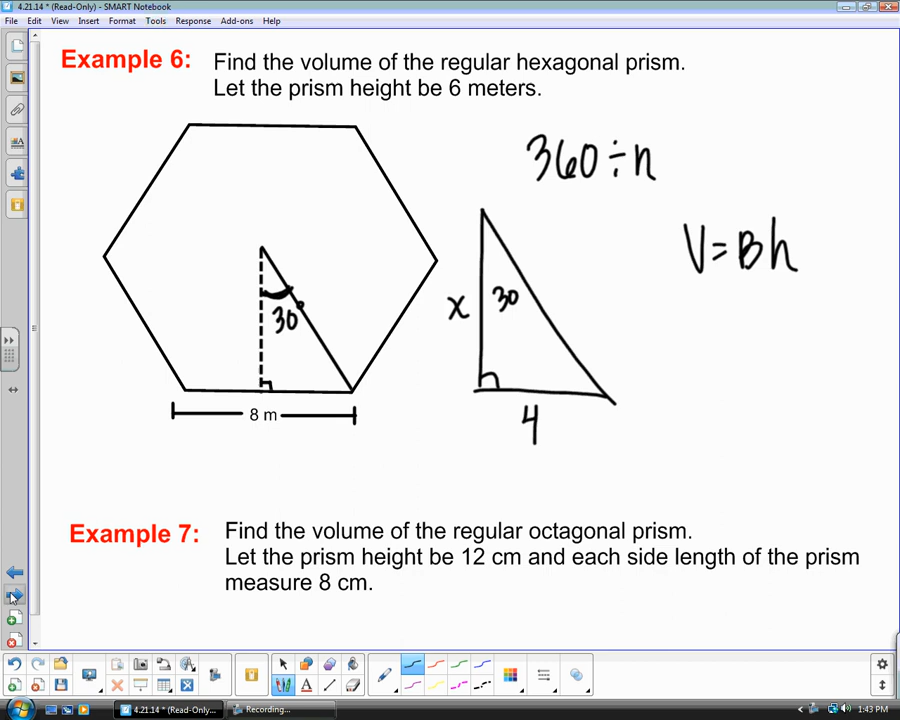 4.21.14 * (Read-Only) - SMART Notebook
File Edit View Insert Format Tools Response Add-ons Help
Example 6: Find the volume of the regular hexagonal prism.
Let the prism height be 6 meters.
360÷n
V=Bh
x
30
30°
8 m
4
Example 7: Find the volume of the regular octagonal prism.
Let the prism height be 12 cm and each side length of the prism
measure 8 cm.
4.21.14 * (Read-Only)...
Recording...
1:43 PM